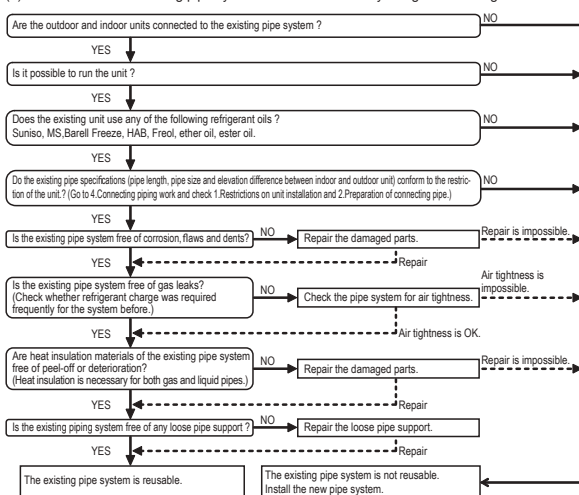 Are the outdoor and indoor units connected to the existing pipe system ?
NO
YES
Is it possible to run the unit ?
NO
YES
Does the existing unit use any of the following refrigerant oils ?
Suniso, MS,Barell Freeze, HAB, Freol, ether oil, ester oil.
NO
YES
Do the existing pipe specifications (pipe length, pipe size and elevation difference between indoor and outdoor unit) conform to the restric-
tion of the unit.? (Go to 4.Connecting piping work and check 1.Restrictions on unit installation and 2.Preparation of connecting pipe.)
NO
YES
Is the existing pipe system free of corrosion, flaws and dents?
NO
Repair the damaged parts.
Repair is impossible.
YES
Repair
Is the existing pipe system free of gas leaks?
(Check whether refrigerant charge was required
frequently for the system before.)
NO
Check the pipe system for air tightness.
Air tightness is
impossible.
YES
Air tightness is OK.
Are heat insulation materials of the existing pipe system
free of peel-off or deterioration?
(Heat insulation is necessary for both gas and liquid pipes.)
NO
Repair the damaged parts.
Repair is impossible.
YES
Repair
Is the existing piping system free of any loose pipe support ?
NO
Repair the loose pipe support.
YES
Repair
The existing pipe system is reusable.
The existing pipe system is not reusable.
Install the new pipe system.